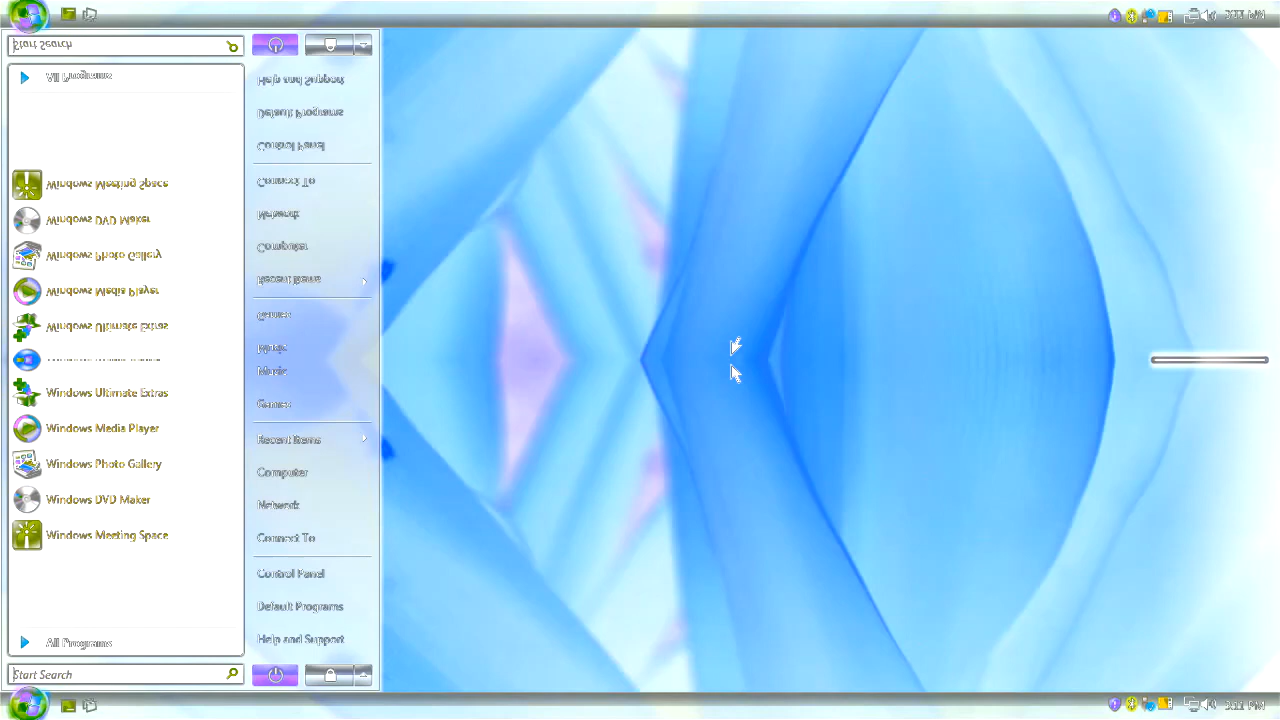 Start Search
All Programs
Windows Meeting Space
Windows DVD Maker
Windows Photo Gallery
Windows Media Player
Windows Ultimate Extras
Windows Ultimate Extras
Windows Media Player
Windows Photo Gallery
Windows DVD Maker
Windows Meeting Space
All Programs
Start Search
Help and Support
Default Programs
Control Panel
Connect To
Network
Computer
Recent Items
Games
Music
Music
Games
Recent Items
Computer
Network
Connect To
Control Panel
Default Programs
Help and Support